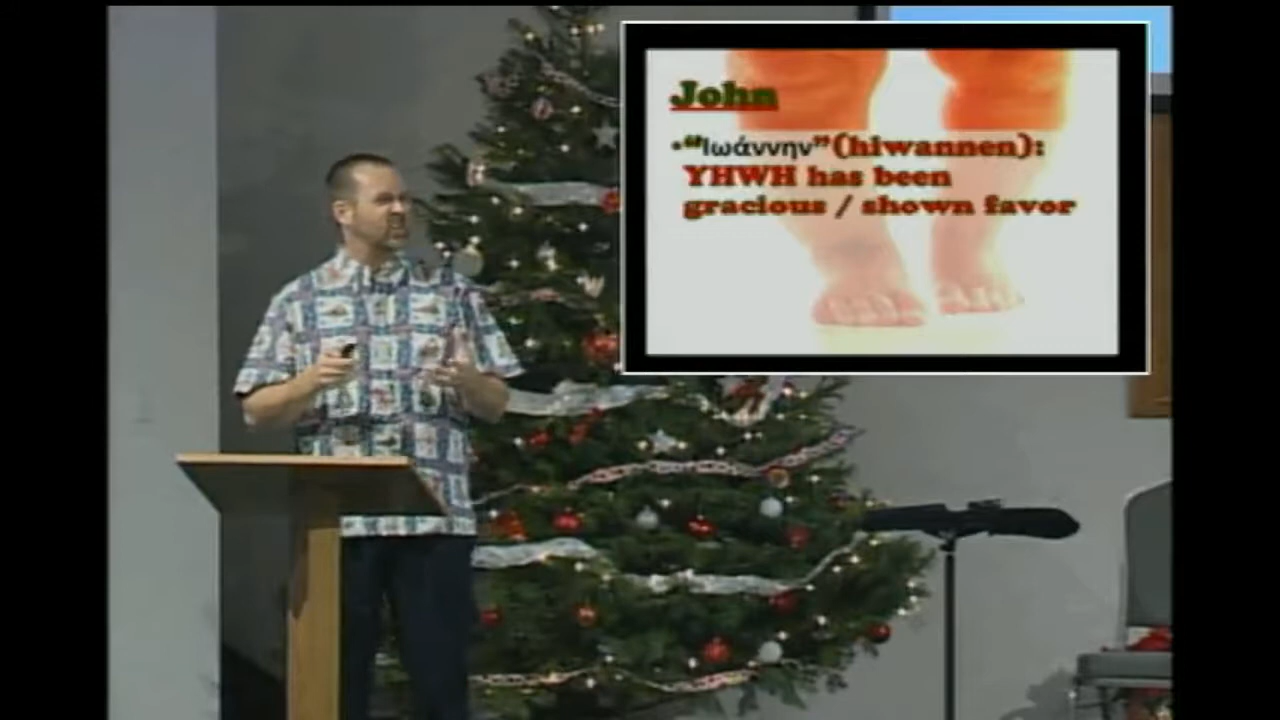 John
•“Ιωάννην” (hiwannen):
YHWH has been
gracious / shown favor